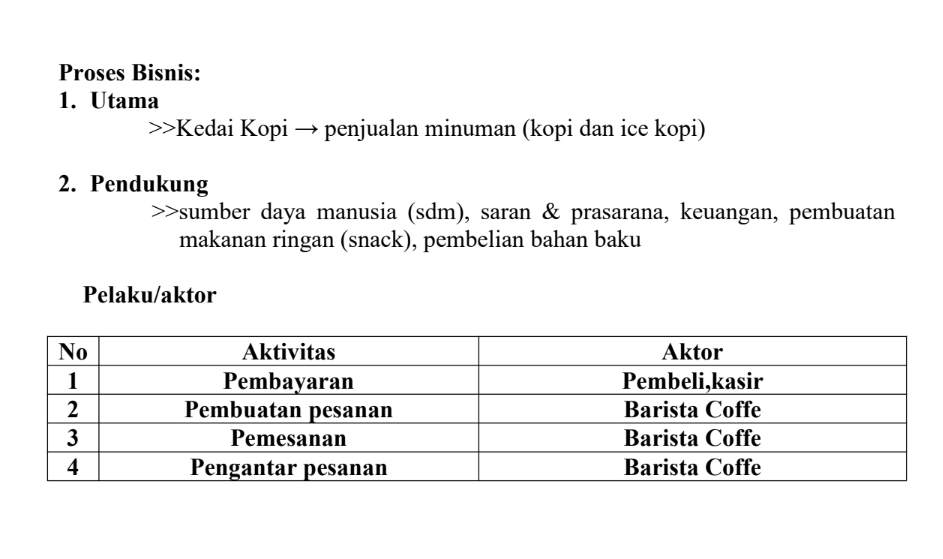 Proses Bisnis:
1. Utama
>>Kedai Kopi → penjualan minuman (kopi dan ice kopi)
2. Pendukung
>>sumber daya manusia (sdm), saran & prasarana, keuangan, pembuatan
makanan ringan (snack), pembelian bahan baku
Pelaku/aktor
No Aktivitas Aktor
1 Pembayaran Pembeli,kasir
2 Pembuatan pesanan Barista Coffe
3 Pemesanan Barista Coffe
4 Pengantar pesanan Barista Coffe